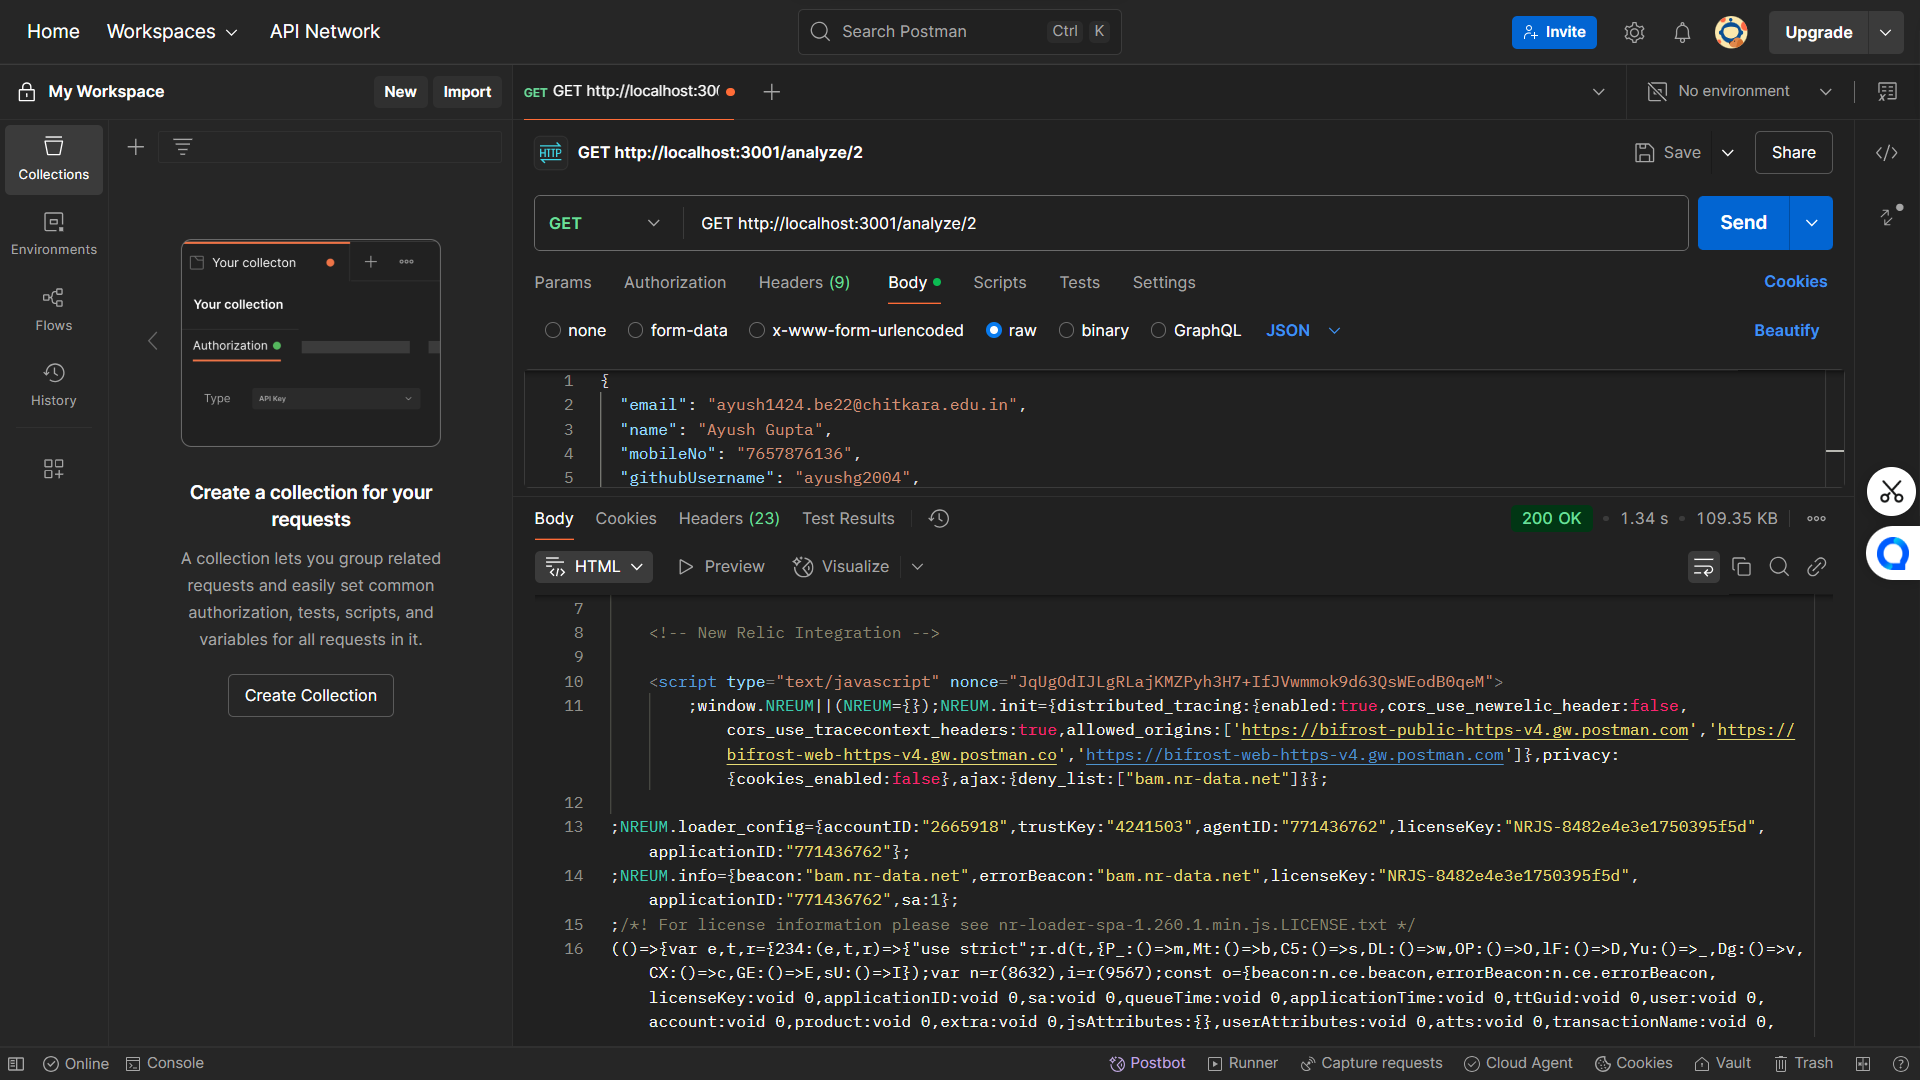 Home
Workspaces
API Network
Search Postman
Ctrl
K
Invite
Upgrade
My Workspace
New
Import
GET GET http://localhost:300
No environment
Collections
Environments
Flows
History
Your collecton
Your collection
Authorization
Type
API Key
Create a collection for your
requests
A collection lets you group related
requests and easily set common
authorization, tests, scripts, and
variables for all requests in it.
Create Collection
HTTP
GET http://localhost:3001/analyze/2
Save
Share
GET
GET http://localhost:3001/analyze/2
Send
Params
Authorization
Headers (9)
Body
Scripts
Tests
Settings
Cookies
none
form-data
x-www-form-urlencoded
raw
binary
GraphQL
JSON
Beautify
1 {
2 "email": "ayush1424.be22@chitkara.edu.in",
3 "name": "Ayush Gupta",
4 "mobileNo": "7657876136",
5 "githubUsername": "ayushg2004",
Body
Cookies
Headers (23)
Test Results
200 OK
1.34 s
109.35 KB
HTML
Preview
Visualize
7
8 <!-- New Relic Integration -->
9
10 <script type="text/javascript" nonce="JqUgOdIJLgRLajKMZPyh3H7+IfJVwmmok9d63QsWEodB0qeM">
11 ;window.NREUM||(NREUM={});NREUM.init={distributed_tracing:{enabled:true,cors_use_newrelic_header:false,
cors_use_tracecontext_headers:true,allowed_origins:['https://bifrost-public-https-v4.gw.postman.com','https://
bifrost-web-https-v4.gw.postman.co','https://bifrost-web-https-v4.gw.postman.com']},privacy:
{cookies_enabled:false},ajax:{deny_list:["bam.nr-data.net"]}};
12
13 ;NREUM.loader_config={accountID:"2665918",trustKey:"4241503",agentID:"771436762",licenseKey:"NRJS-8482e4e3e1750395f5d",
applicationID:"771436762"};
14 ;NREUM.info={beacon:"bam.nr-data.net",errorBeacon:"bam.nr-data.net",licenseKey:"NRJS-8482e4e3e1750395f5d",
applicationID:"771436762",sa:1};
15 ;/*! For license information please see nr-loader-spa-1.260.1.min.js.LICENSE.txt */
16 (()=>{var e,t,r={234:(e,t,r)=>{"use strict";r.d(t,{P_:()=>m,Mt:()=>b,C5:()=>s,DL:()=>w,OP:()=>O,lF:()=>D,Yu:()=>_,Dg:()=>v,
CX:()=>c,GE:()=>E,sU:()=>I});var n=r(8632),i=r(9567);const o={beacon:n.ce.beacon,errorBeacon:n.ce.errorBeacon,
licenseKey:void 0,applicationID:void 0,sa:void 0,queueTime:void 0,applicationTime:void 0,ttGuid:void 0,user:void 0,
account:void 0,product:void 0,extra:void 0,jsAttributes:{},userAttributes:void 0,atts:void 0,transactionName:void 0,
Online
Console
Postbot
Runner
Capture requests
Cloud Agent
Cookies
Vault
Trash